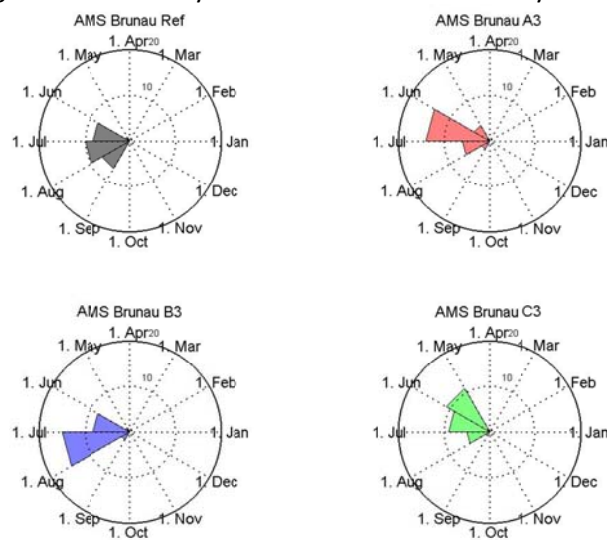 AMS Brunau Ref
1. Apr 20
1. May 1. Mar
1. Jun 10 1. Feb
1. Jul 1. Jan
1. Aug 1. Dec
1. Sep 1. Nov
1. Oct
AMS Brunau A3
1. Apr 20
1. May 1. Mar
1. Jun 10 1. Feb
1. Jul 1. Jan
1. Aug 1. Dec
1. Sep 1. Nov
1. Oct
AMS Brunau B3
1. Apr 20
1. May 1. Mar
1. Jun 10 1. Feb
1. Jul 1. Jan
1. Aug 1. Dec
1. Sep 1. Nov
1. Oct
AMS Brunau C3
1. Apr 20
1. May 1. Mar
1. Jun 10 1. Feb
1. Jul 1. Jan
1. Aug 1. Dec
1. Sep 1. Nov
1. Oct